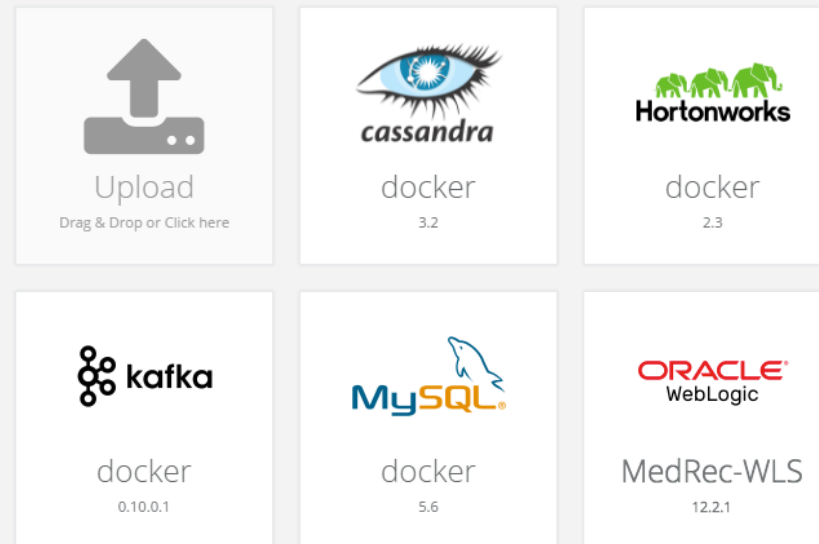 Upload
Drag & Drop or Click here
cassandra
docker
3.2
Hortonworks
docker
2.3
kafka
docker
0.10.0.1
MySQL®
docker
5.6
ORACLE®
WebLogic
MedRec-WLS
12.2.1